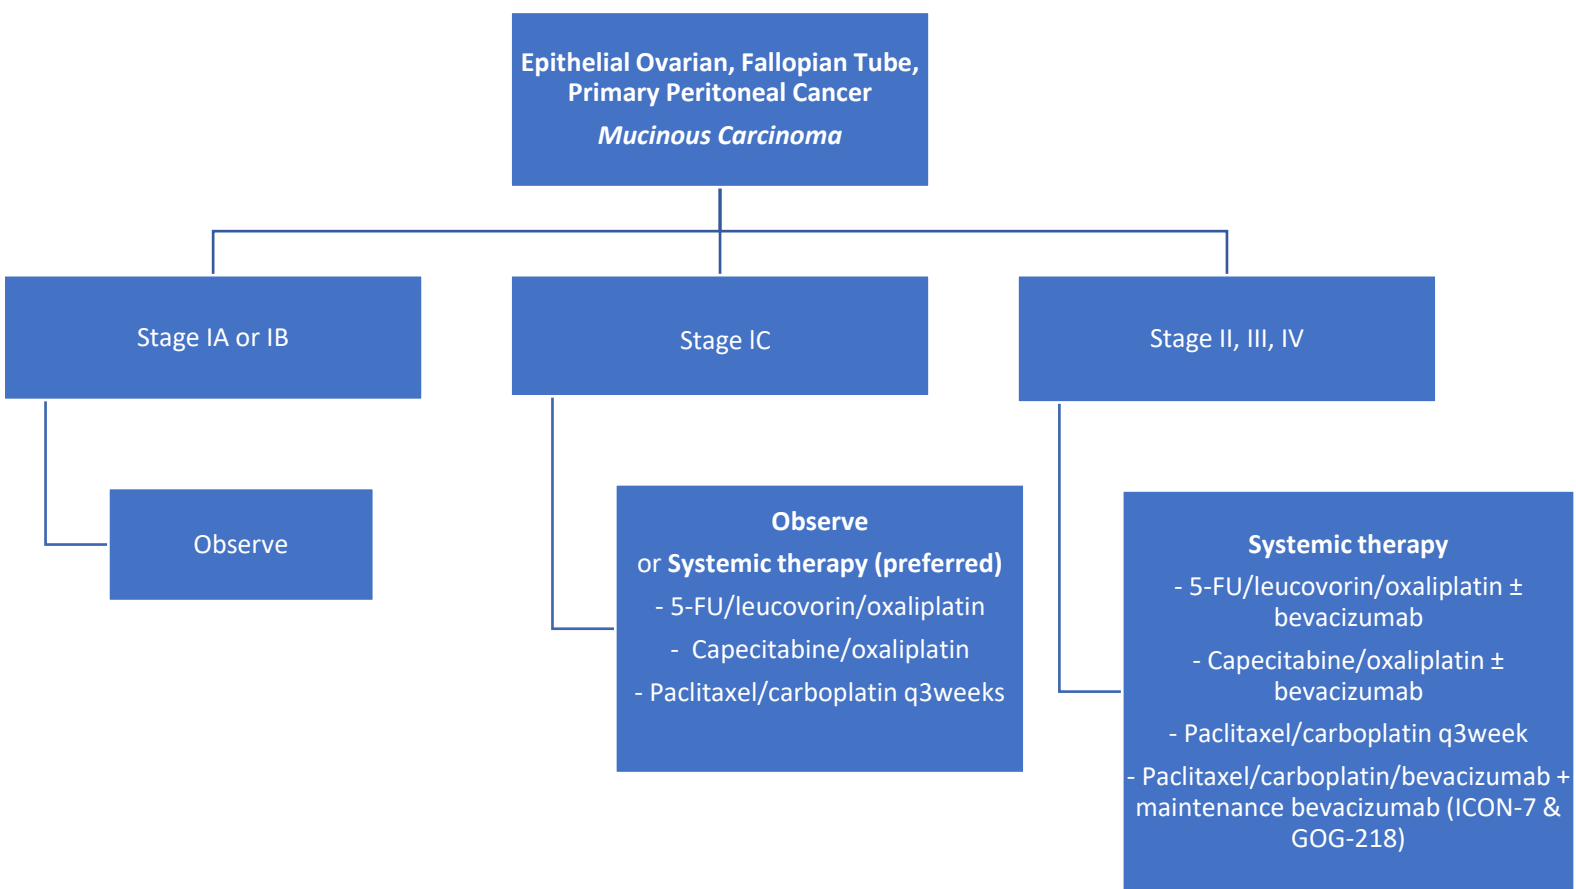 Epithelial Ovarian, Fallopian Tube,
Primary Peritoneal Cancer
Mucinous Carcinoma
Stage IA or IB
Stage IC
Stage II, III, IV
Observe
Observe
or Systemic therapy (preferred)
- 5-FU/leucovorin/oxaliplatin
- Capecitabine/oxaliplatin
- Paclitaxel/carboplatin q3weeks
Systemic therapy
- 5-FU/leucovorin/oxaliplatin ±
bevacizumab
- Capecitabine/oxaliplatin ±
bevacizumab
- Paclitaxel/carboplatin q3week
- Paclitaxel/carboplatin/bevacizumab +
maintenance bevacizumab (ICON-7 &
GOG-218)